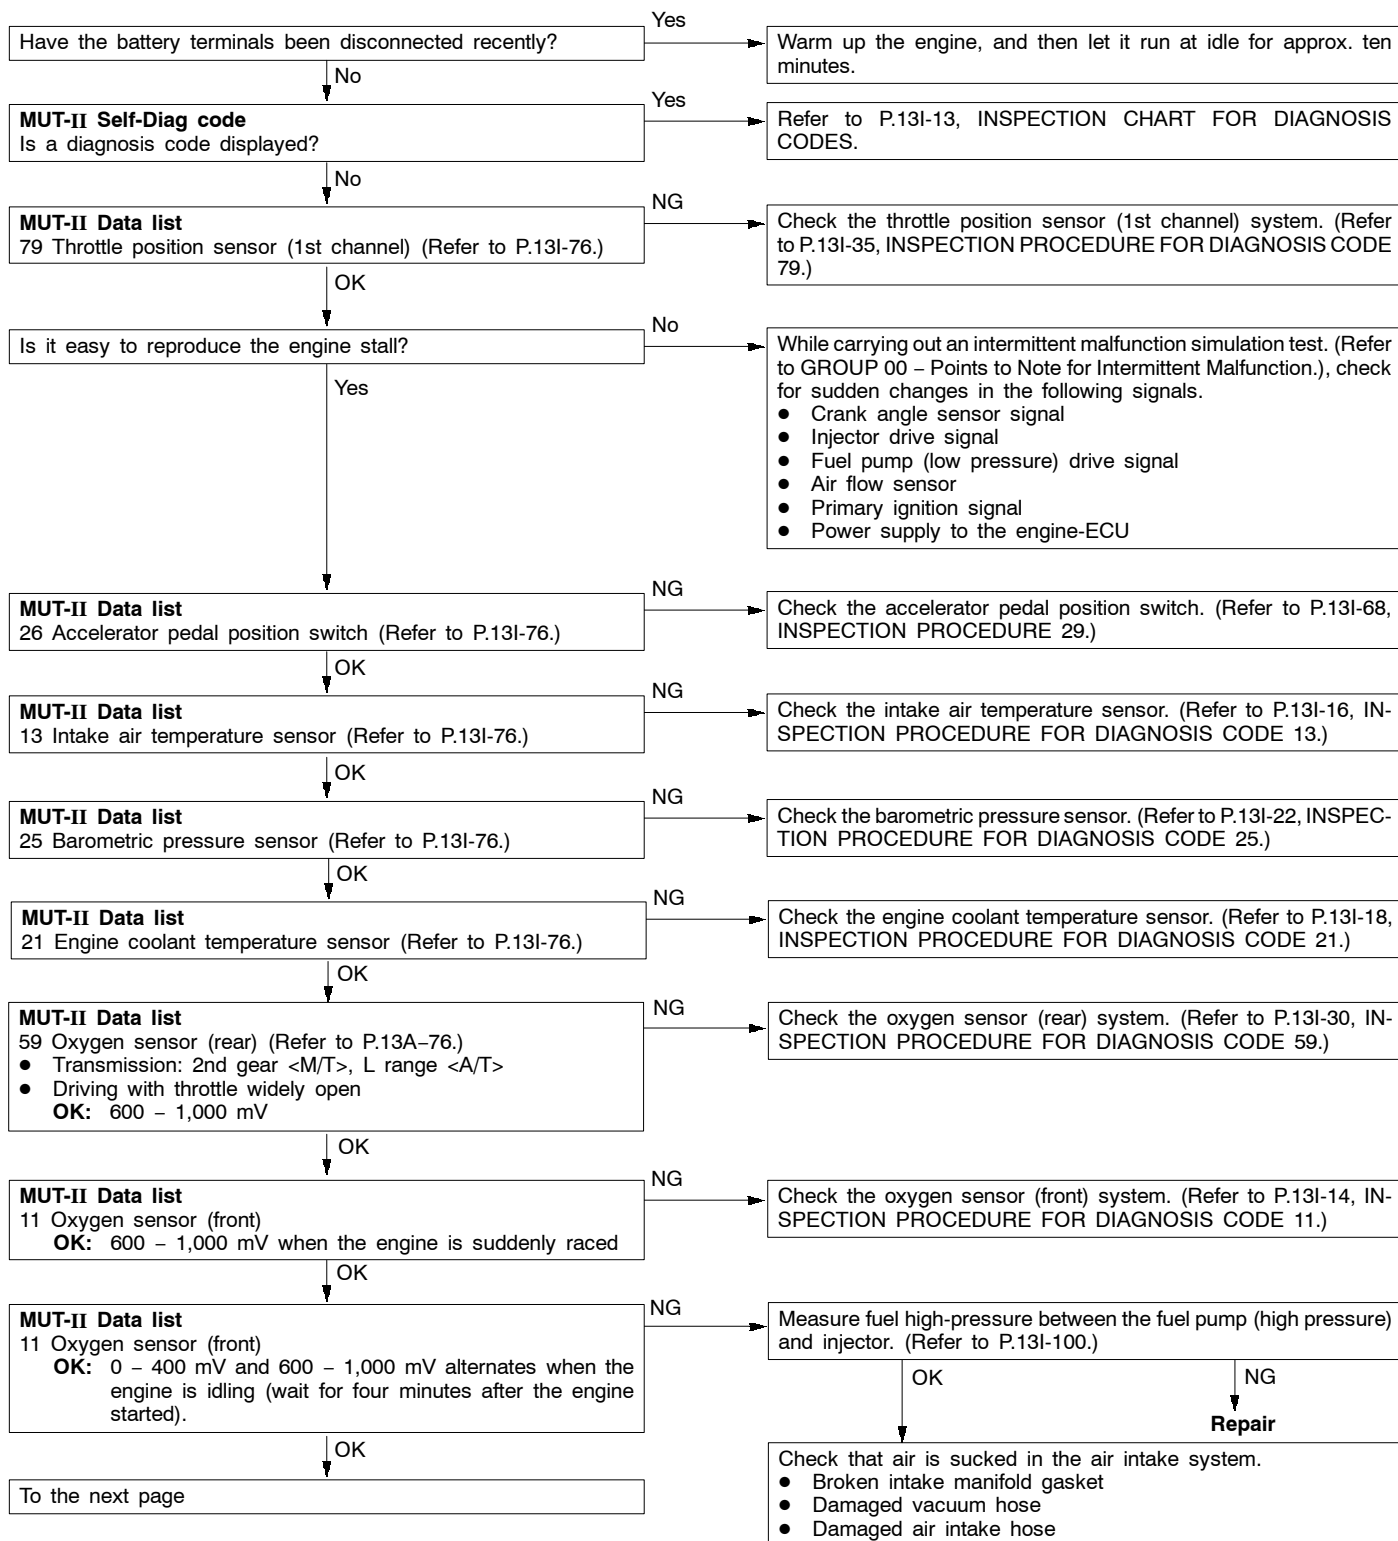 Have the battery terminals been disconnected recently?
Yes
Warm up the engine, and then let it run at idle for approx. ten
minutes.
No
MUT-II Self-Diag code
Is a diagnosis code displayed?
Yes
Refer to P.13I-13, INSPECTION CHART FOR DIAGNOSIS
CODES.
No
MUT-II Data list
79 Throttle position sensor (1st channel) (Refer to P.13I-76.)
NG
Check the throttle position sensor (1st channel) system. (Refer
to P.13I-35, INSPECTION PROCEDURE FOR DIAGNOSIS CODE
79.)
OK
Is it easy to reproduce the engine stall?
No
While carrying out an intermittent malfunction simulation test. (Refer
to GROUP 00 – Points to Note for Intermittent Malfunction.), check
for sudden changes in the following signals.
● Crank angle sensor signal
● Injector drive signal
● Fuel pump (low pressure) drive signal
● Air flow sensor
● Primary ignition signal
● Power supply to the engine-ECU
Yes
MUT-II Data list
26 Accelerator pedal position switch (Refer to P.13I-76.)
NG
Check the accelerator pedal position switch. (Refer to P.13I-68,
INSPECTION PROCEDURE 29.)
OK
MUT-II Data list
13 Intake air temperature sensor (Refer to P.13I-76.)
NG
Check the intake air temperature sensor. (Refer to P.13I-16, IN-
SPECTION PROCEDURE FOR DIAGNOSIS CODE 13.)
OK
MUT-II Data list
25 Barometric pressure sensor (Refer to P.13I-76.)
NG
Check the barometric pressure sensor. (Refer to P.13I-22, INSPEC-
TION PROCEDURE FOR DIAGNOSIS CODE 25.)
OK
MUT-II Data list
21 Engine coolant temperature sensor (Refer to P.13I-76.)
NG
Check the engine coolant temperature sensor. (Refer to P.13I-18,
INSPECTION PROCEDURE FOR DIAGNOSIS CODE 21.)
OK
MUT-II Data list
59 Oxygen sensor (rear) (Refer to P.13A–76.)
● Transmission: 2nd gear <M/T>, L range <A/T>
● Driving with throttle widely open
OK: 600 – 1,000 mV
NG
Check the oxygen sensor (rear) system. (Refer to P.13I-30, IN-
SPECTION PROCEDURE FOR DIAGNOSIS CODE 59.)
OK
MUT-II Data list
11 Oxygen sensor (front)
OK: 600 – 1,000 mV when the engine is suddenly raced
NG
Check the oxygen sensor (front) system. (Refer to P.13I-14, IN-
SPECTION PROCEDURE FOR DIAGNOSIS CODE 11.)
OK
MUT-II Data list
11 Oxygen sensor (front)
OK: 0 – 400 mV and 600 – 1,000 mV alternates when the
engine is idling (wait for four minutes after the engine
started).
NG
Measure fuel high-pressure between the fuel pump (high pressure)
and injector. (Refer to P.13I-100.)
OK
NG
Repair
Check that air is sucked in the air intake system.
● Broken intake manifold gasket
● Damaged vacuum hose
● Damaged air intake hose
OK
To the next page